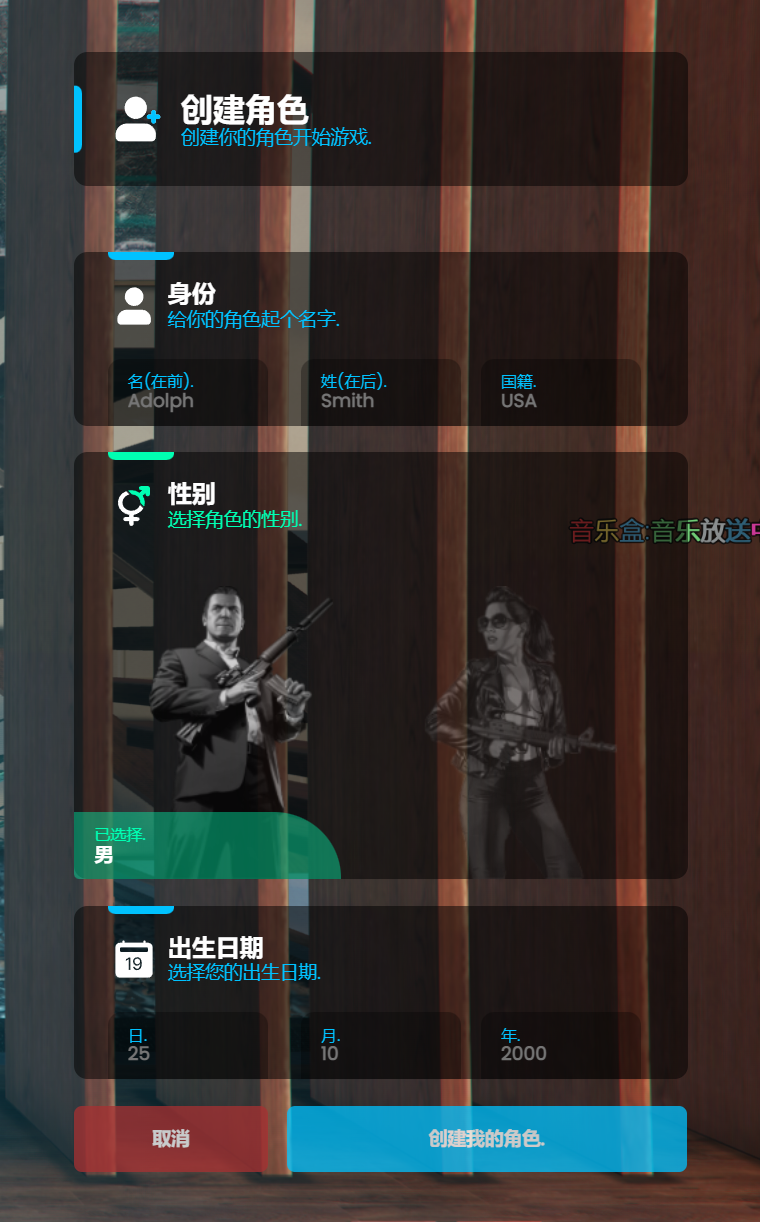 创建角色
创建你的角色开始游戏.
身份
给你的角色起个名字.
名(在前).
Adolph
姓(在后).
Smith
国籍.
USA
性别
选择角色的性别.
音乐盒:音乐放送中
已选择.
男
19
出生日期
选择您的出生日期.
日.
25
月.
10
年.
2000
取消
创建我的角色.